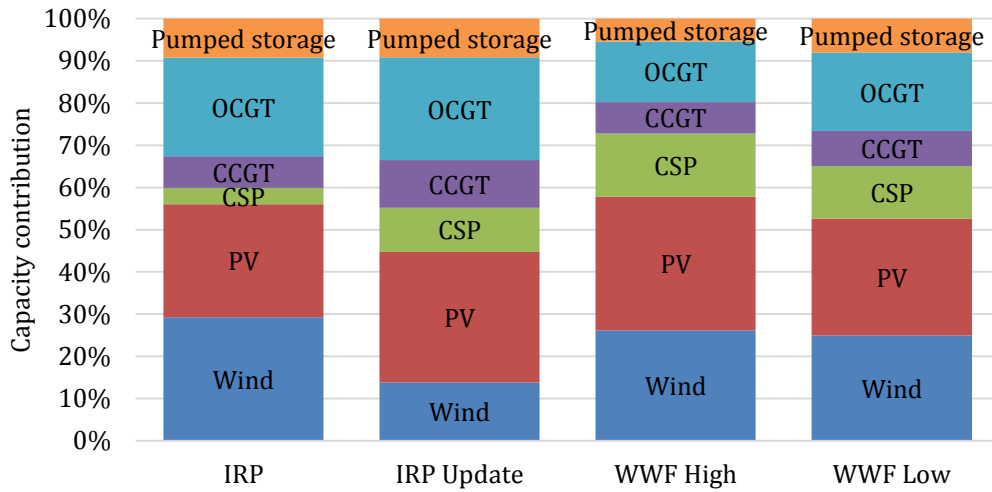 100%
90%
80%
70%
60%
50%
40%
30%
20%
10%
0%
Capacity contribution
Pumped storage
OCGT
CCGT
CSP
PV
Wind
Pumped storage
OCGT
CCGT
CSP
PV
Wind
Pumped storage
OCGT
CCGT
CSP
PV
Wind
Pumped storage
OCGT
CCGT
CSP
PV
Wind
IRP
IRP Update
WWF High
WWF Low